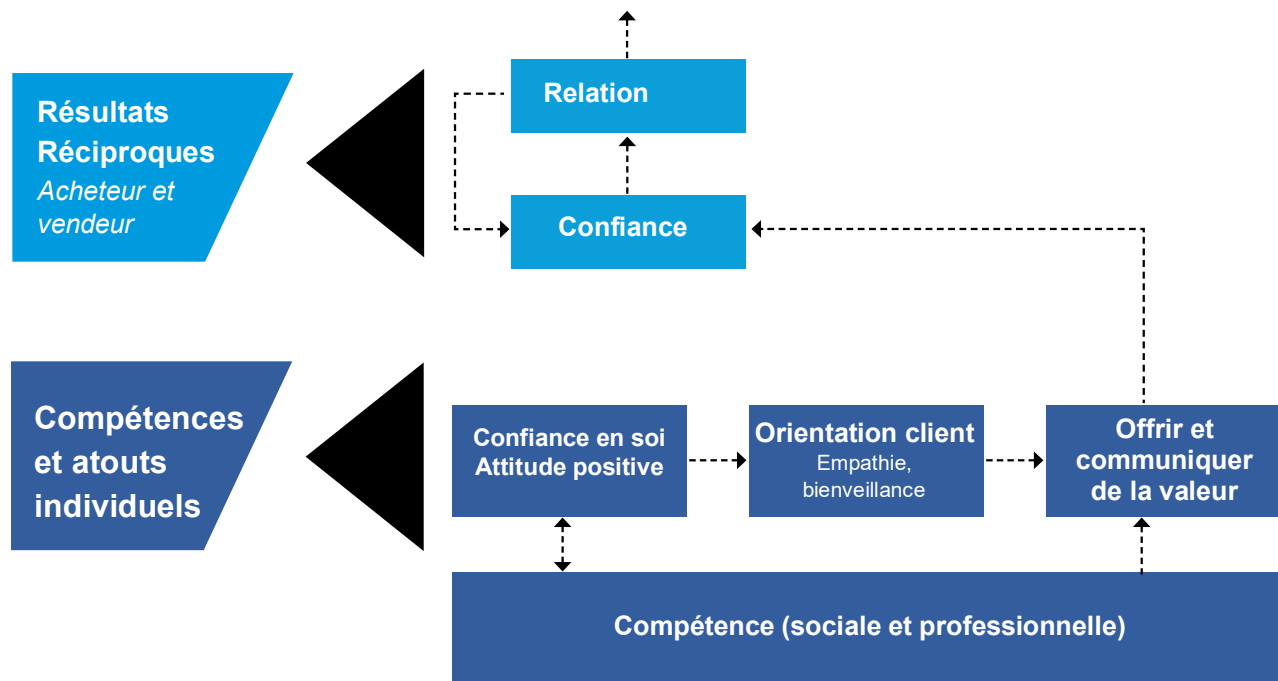 Résultats
Réciproques
Acheteur et
vendeur
Relation
Confiance
Compétences
et atouts
individuels
Confiance en soi
Attitude positive
Orientation client
Empathie,
bienveillance
Offrir et
communiquer
de la valeur
Compétence (sociale et professionnelle)